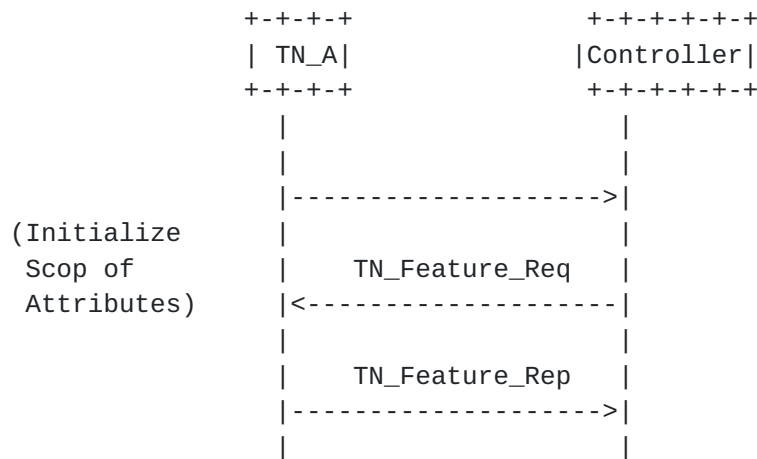 +-+-+-+ +-+-+-+-+-+
| TN_A| |Controller|
+-+-+-+ +-+-+-+-+-+
| |
| |
|-------------------->|
(Initialize | |
Scop of | TN_Feature_Req |
Attributes) |<--------------------|
| |
| TN_Feature_Rep |
|-------------------->|
| |